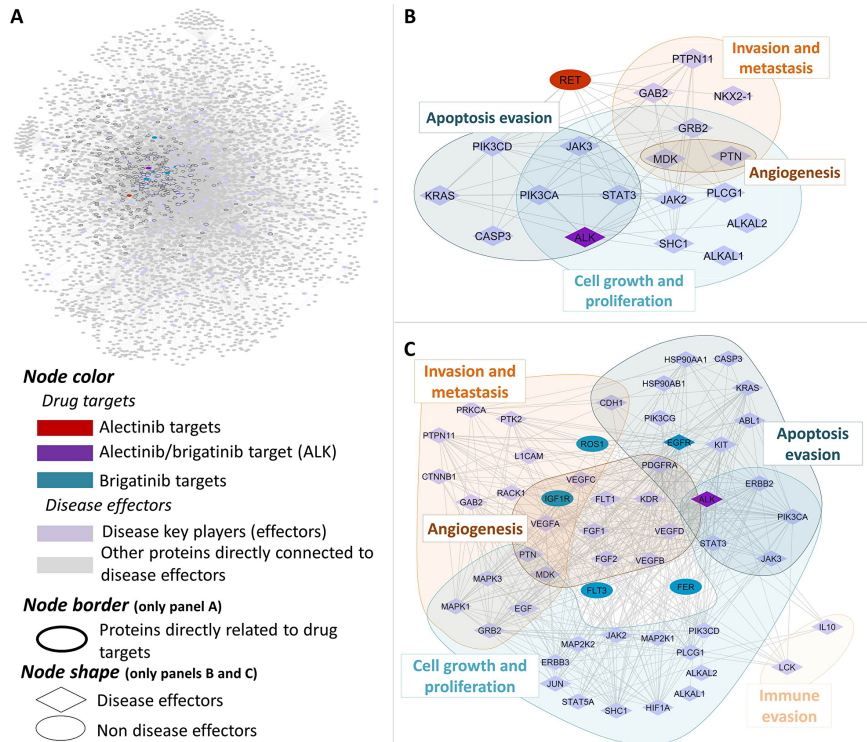 A
Node color
Drug targets
Alectinib targets
Alectinib/brigatinib target (ALK)
Brigatinib targets
Disease effectors
Disease key players (effectors)
Other proteins directly connected to
disease effectors
Node border (only panel A)
Proteins directly related to drug
targets
Node shape (only panels B and C)
Disease effectors
Non disease effectors
B
Invasion and
metastasis
PTPN11
RET
GAB2
NKX2-1
Apoptosis evasion
GRB2
PIK3CD
JAK3
MDK
PTN
Angiogenesis
KRAS
PIK3CA
STAT3
JAK2
PLCG1
CASP3
ALK
SHC1
ALKAL2
ALKAL1
Cell growth and
proliferation
C
Invasion and
metastasis
HSP90AA1
CASP3
HSP90AB1
KRAS
CDH1
PRKCA
PTK2
PIK3CG
ABL1
PTPN11
ROS1
EGFR
KIT
Apoptosis
evasion
L1CAM
CTNNB1
PDGFRA
VEGFC
ERBB2
GAB2
RACK1
IGF1R
FLT1
KDR
ALK
Angiogenesis
VEGFA
FGF1
VEGFD
PIK3CA
STAT3
PTN
FGF2
VEGFB
JAK3
MDK
MAPK3
FLT3
FER
MAPK1
EGF
GRB2
IL10
Cell growth and
proliferation
MAP2K2
JAK2
MAP2K1
PIK3CD
PLCG1
LCK
ERBB3
ALKAL2
JUN
ALKAL1
STAT5A
SHC1
HIF1A
Immune
evasion